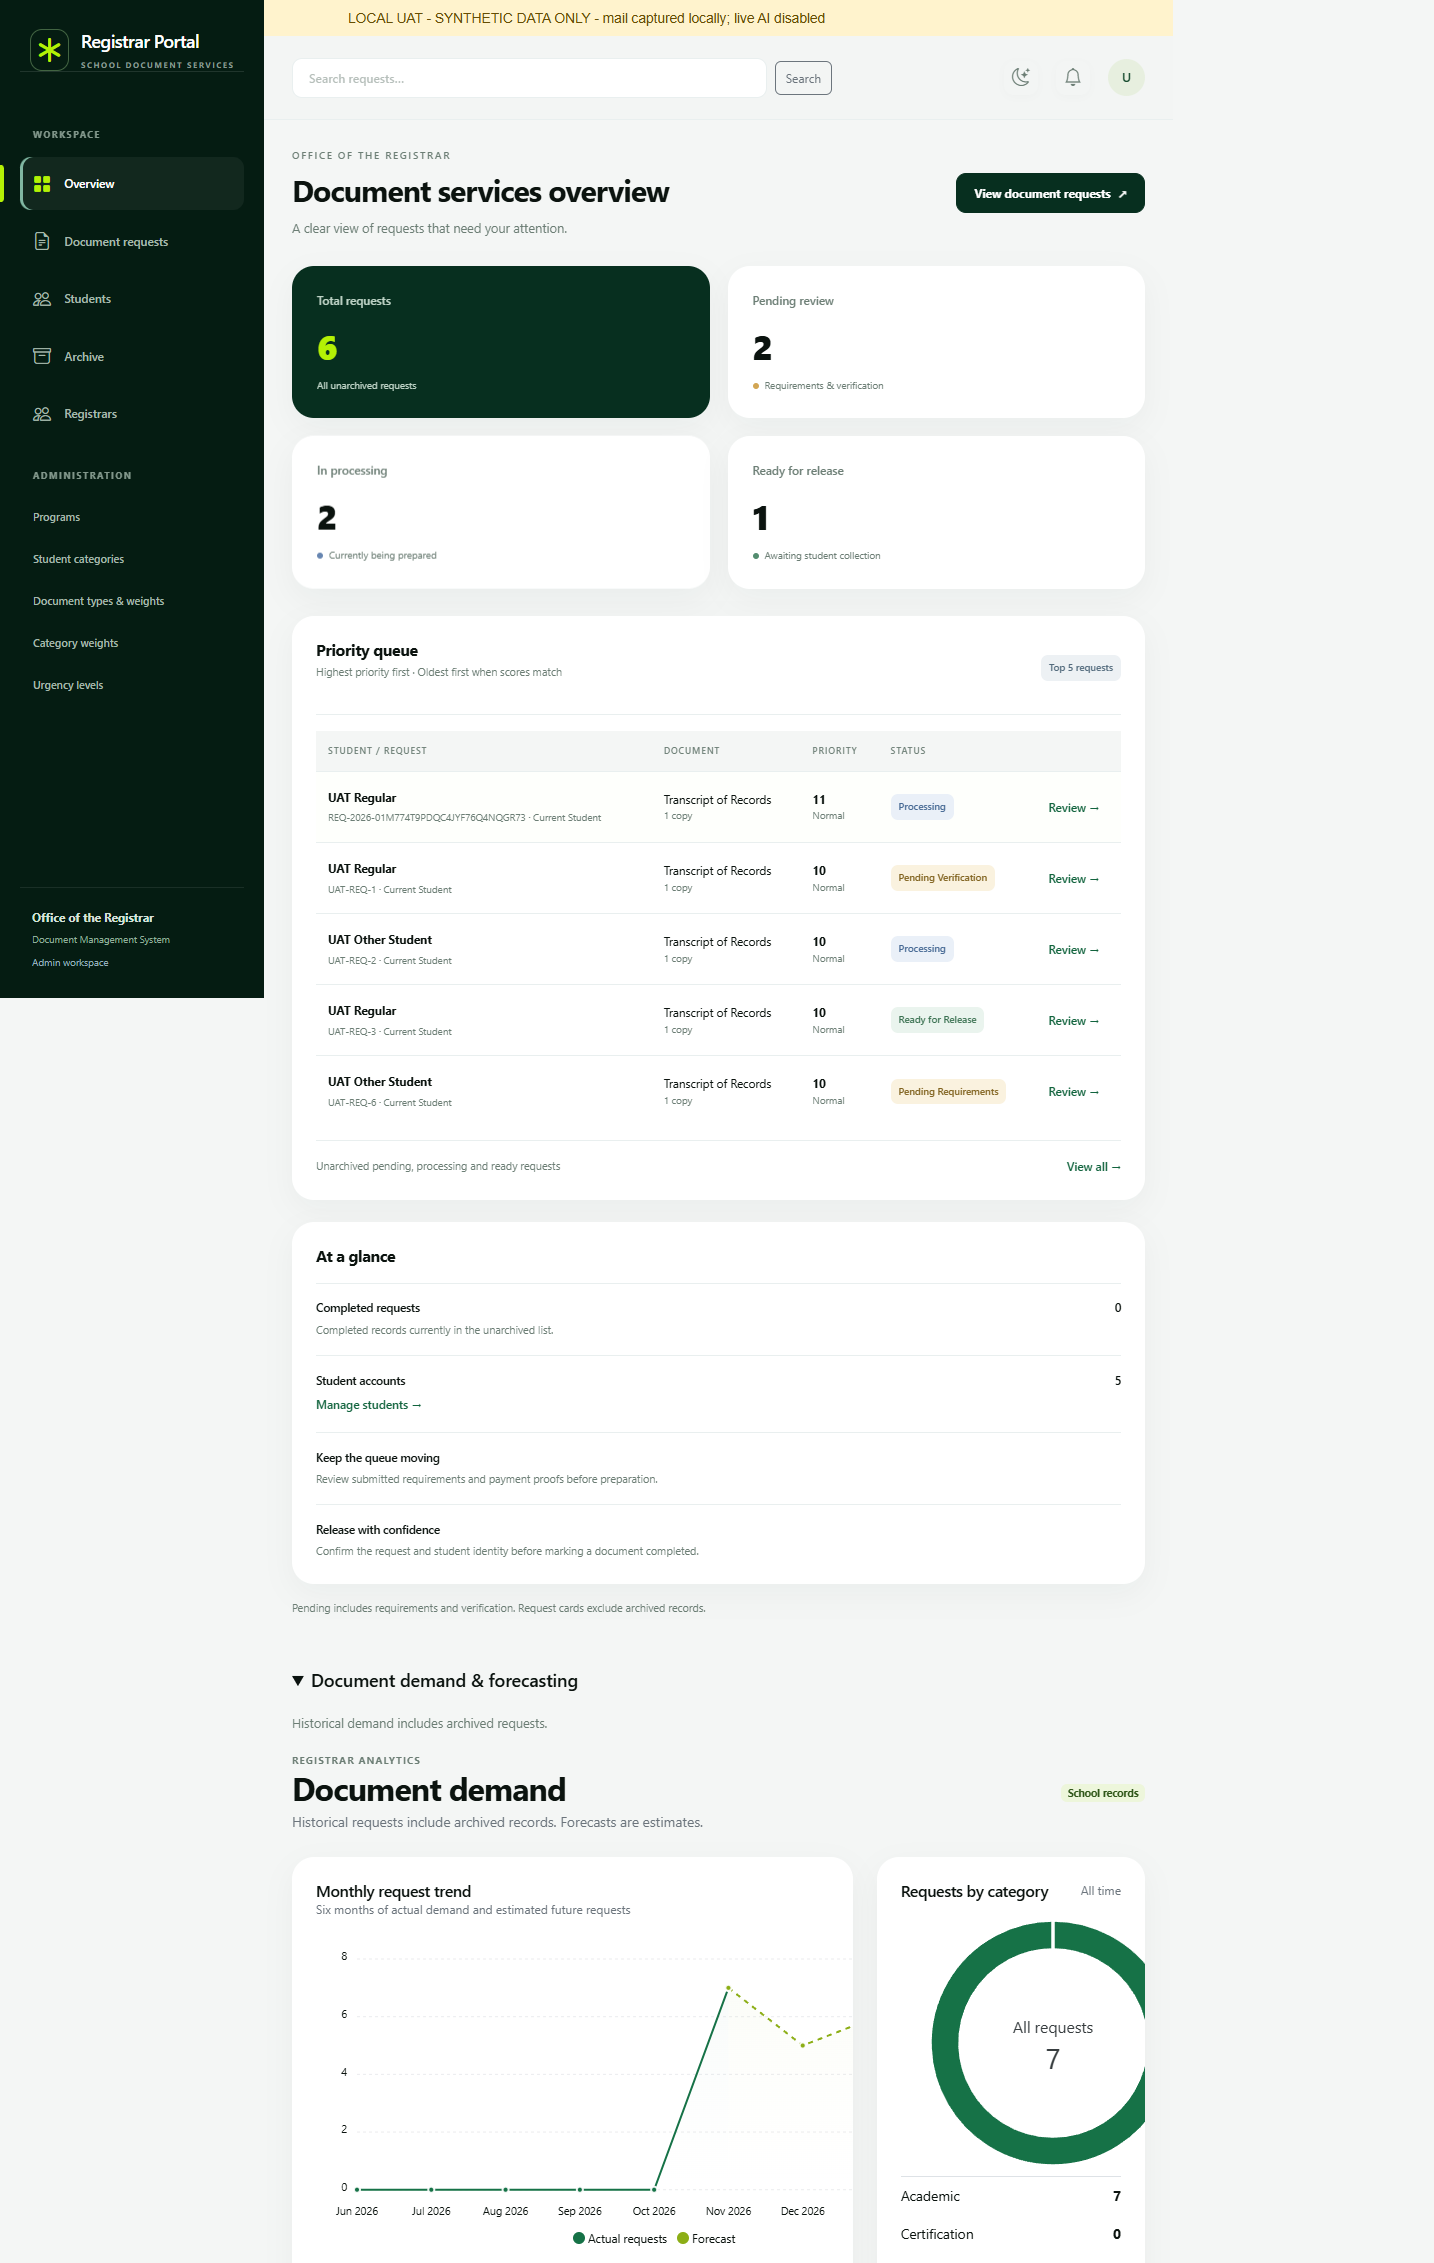 Registrar Portal
SCHOOL DOCUMENT SERVICES
WORKSPACE
Overview
Document requests
Students
Archive
Registrars
ADMINISTRATION
Programs
Student categories
Document types & weights
Category weights
Urgency levels
Office of the Registrar
Document Management System
Admin workspace
LOCAL UAT - SYNTHETIC DATA ONLY - mail captured locally; live AI disabled
Search requests...
Search
U
OFFICE OF THE REGISTRAR
Document services overview
View document requests ↗
A clear view of requests that need your attention.
Total requests
6
All unarchived requests
Pending review
2
Requirements & verification
In processing
2
Currently being prepared
Ready for release
1
Awaiting student collection
Priority queue
Highest priority first · Oldest first when scores match
Top 5 requests
STUDENT / REQUEST DOCUMENT PRIORITY STATUS
UAT Regular Transcript of Records 11 Processing Review →
REQ-2026-01M774T9PDQC4JYF76Q4NQGR73 · Current Student 1 copy Normal
UAT Regular Transcript of Records 10 Pending Verification Review →
UAT-REQ-1 · Current Student 1 copy Normal
UAT Other Student Transcript of Records 10 Processing Review →
UAT-REQ-2 · Current Student 1 copy Normal
UAT Regular Transcript of Records 10 Ready for Release Review →
UAT-REQ-3 · Current Student 1 copy Normal
UAT Other Student Transcript of Records 10 Pending Requirements Review →
UAT-REQ-6 · Current Student 1 copy Normal
Unarchived pending, processing and ready requests View all →
At a glance
Completed requests 0
Completed records currently in the unarchived list.
Student accounts 5
Manage students →
Keep the queue moving
Review submitted requirements and payment proofs before preparation.
Release with confidence
Confirm the request and student identity before marking a document completed.
Pending includes requirements and verification. Request cards exclude archived records.
▼ Document demand & forecasting
Historical demand includes archived requests.
REGISTRAR ANALYTICS
Document demand
School records
Historical requests include archived records. Forecasts are estimates.
Monthly request trend
Six months of actual demand and estimated future requests
8
6
4
2
0
Jun 2026 Jul 2026 Aug 2026 Sep 2026 Oct 2026 Nov 2026 Dec 2026
Actual requests Forecast
Requests by category All time
All requests
7
Academic 7
Certification 0